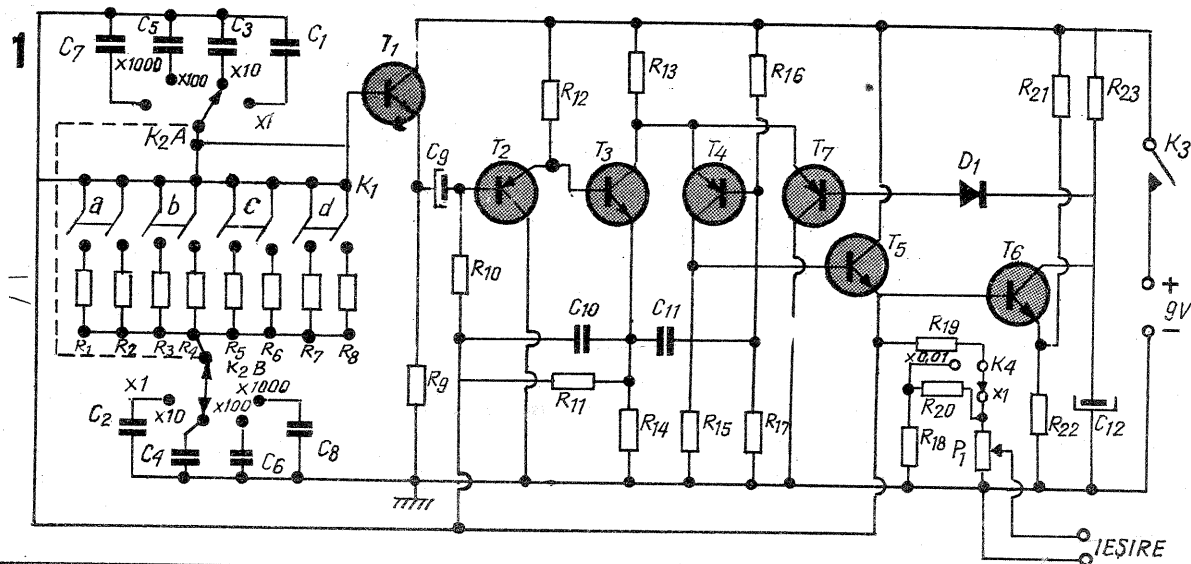 1
C7 C5 C3 C1
x1000 x100 x10 x1
K2A
T1
R12 R13 R16 R21 R23
C9 T2 T3 T4 T7 D1 K3
a b c d K1
T5 T6
R10 C10 C11
+
9V
−
R1 R2 R3 R4 R5 R6 R7 R8
K2B
R9 R11 R14 R15 R17
R19 x0,01 K4 x1
R20 R18 P1 R22 C12
x1 x10 x100 x1000
C2 C4 C6 C8
IEȘIRE